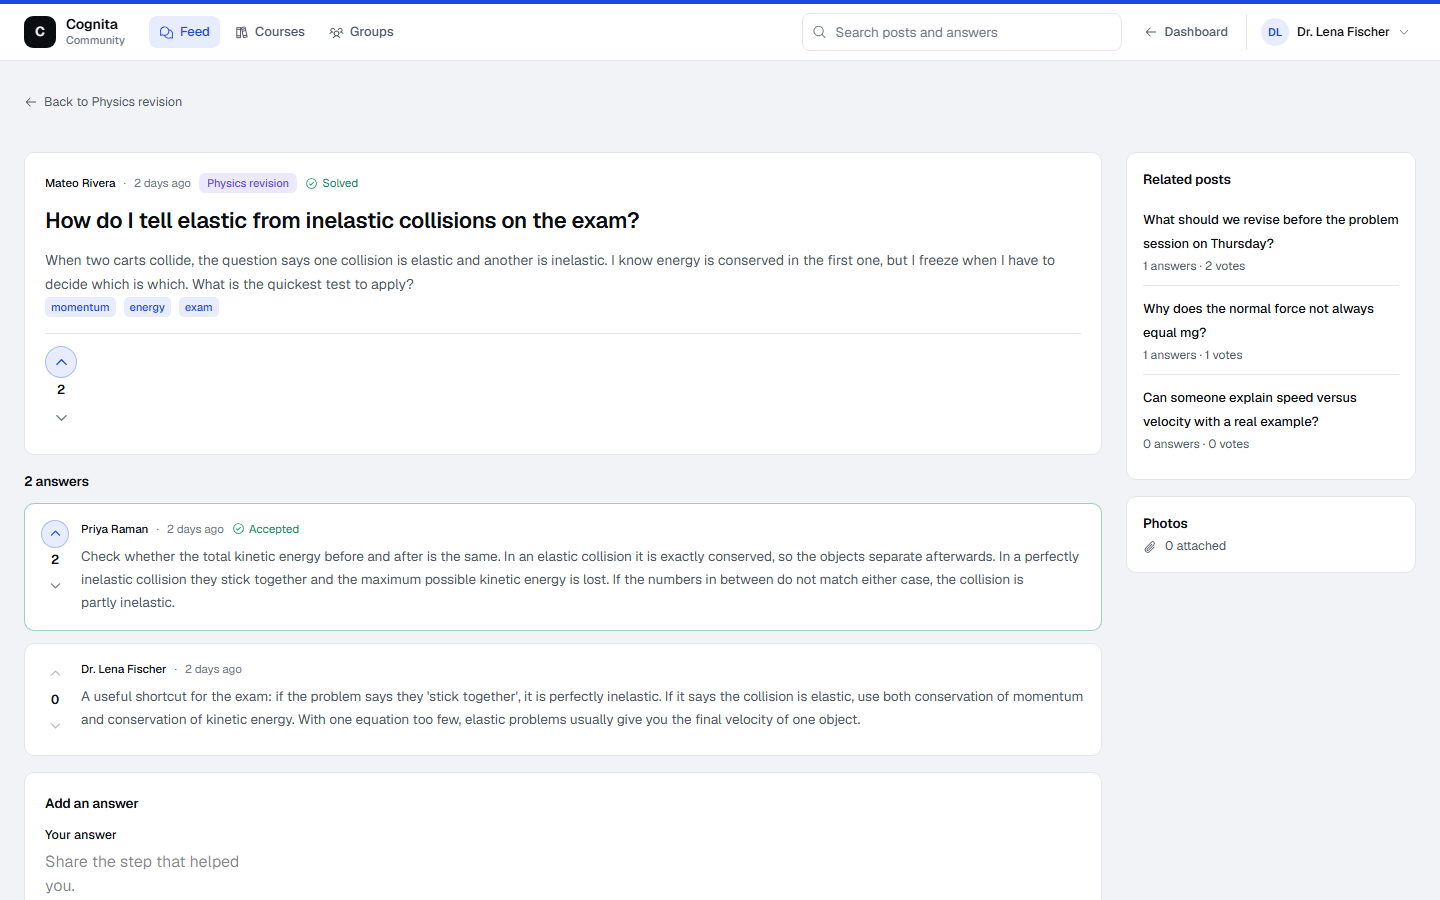 C
Cognita
Community
Feed
Courses
Groups
Search posts and answers
Dashboard
DL
Dr. Lena Fischer
Back to Physics revision
Mateo Rivera · 2 days ago Physics revision Solved
How do I tell elastic from inelastic collisions on the exam?
When two carts collide, the question says one collision is elastic and another is inelastic. I know energy is conserved in the first one, but I freeze when I have to
decide which is which. What is the quickest test to apply?
momentum energy exam
2
2 answers
Priya Raman · 2 days ago Accepted
2
Check whether the total kinetic energy before and after is the same. In an elastic collision it is exactly conserved, so the objects separate afterwards. In a perfectly
inelastic collision they stick together and the maximum possible kinetic energy is lost. If the numbers in between do not match either case, the collision is
partly inelastic.
Dr. Lena Fischer · 2 days ago
0
A useful shortcut for the exam: if the problem says they 'stick together', it is perfectly inelastic. If it says the collision is elastic, use both conservation of momentum
and conservation of kinetic energy. With one equation too few, elastic problems usually give you the final velocity of one object.
Add an answer
Your answer
Share the step that helped
you.
Related posts
What should we revise before the problem
session on Thursday?
1 answers · 2 votes
Why does the normal force not always
equal mg?
1 answers · 1 votes
Can someone explain speed versus
velocity with a real example?
0 answers · 0 votes
Photos
0 attached